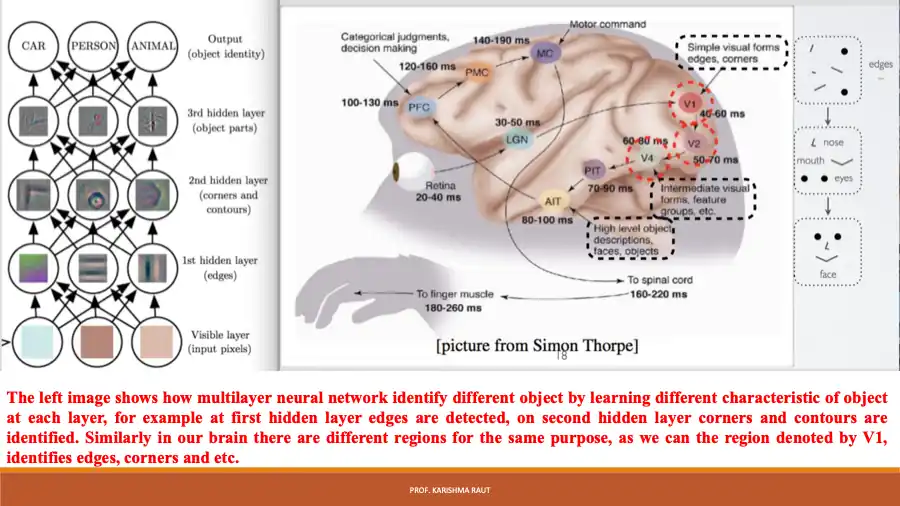 CAR
PERSON
ANIMAL
Output
(object identity)
3rd hidden layer
(object parts)
2nd hidden layer
(corners and
contours)
1st hidden layer
(edges)
Visible layer
(input pixels)
Motor command
Categorical judgments,
decision making
140-190 ms
MC
120-160 ms
PMC
100-130 ms
PFC
Simple visual forms
edges, corners
V1
40-60 ms
30-50 ms
LGN
60-80 ms
V2
V4
50-70 ms
PIT
70-90 ms
Retina
20-40 ms
AIT
80-100 ms
Intermediate visual
forms, feature
groups, etc.
High level object
descriptions,
faces, objects
To spinal cord
160-220 ms
To finger muscle
180-260 ms
[picture from Simon Thorpe]
18
edges
nose
mouth
eyes
face
The left image shows how multilayer neural network identify different object by learning different characteristic of object
at each layer, for example at first hidden layer edges are detected, on second hidden layer corners and contours are
identified. Similarly in our brain there are different regions for the same purpose, as we can the region denoted by V1,
identifies edges, corners and etc.
PROF. KARISHMA RAUT